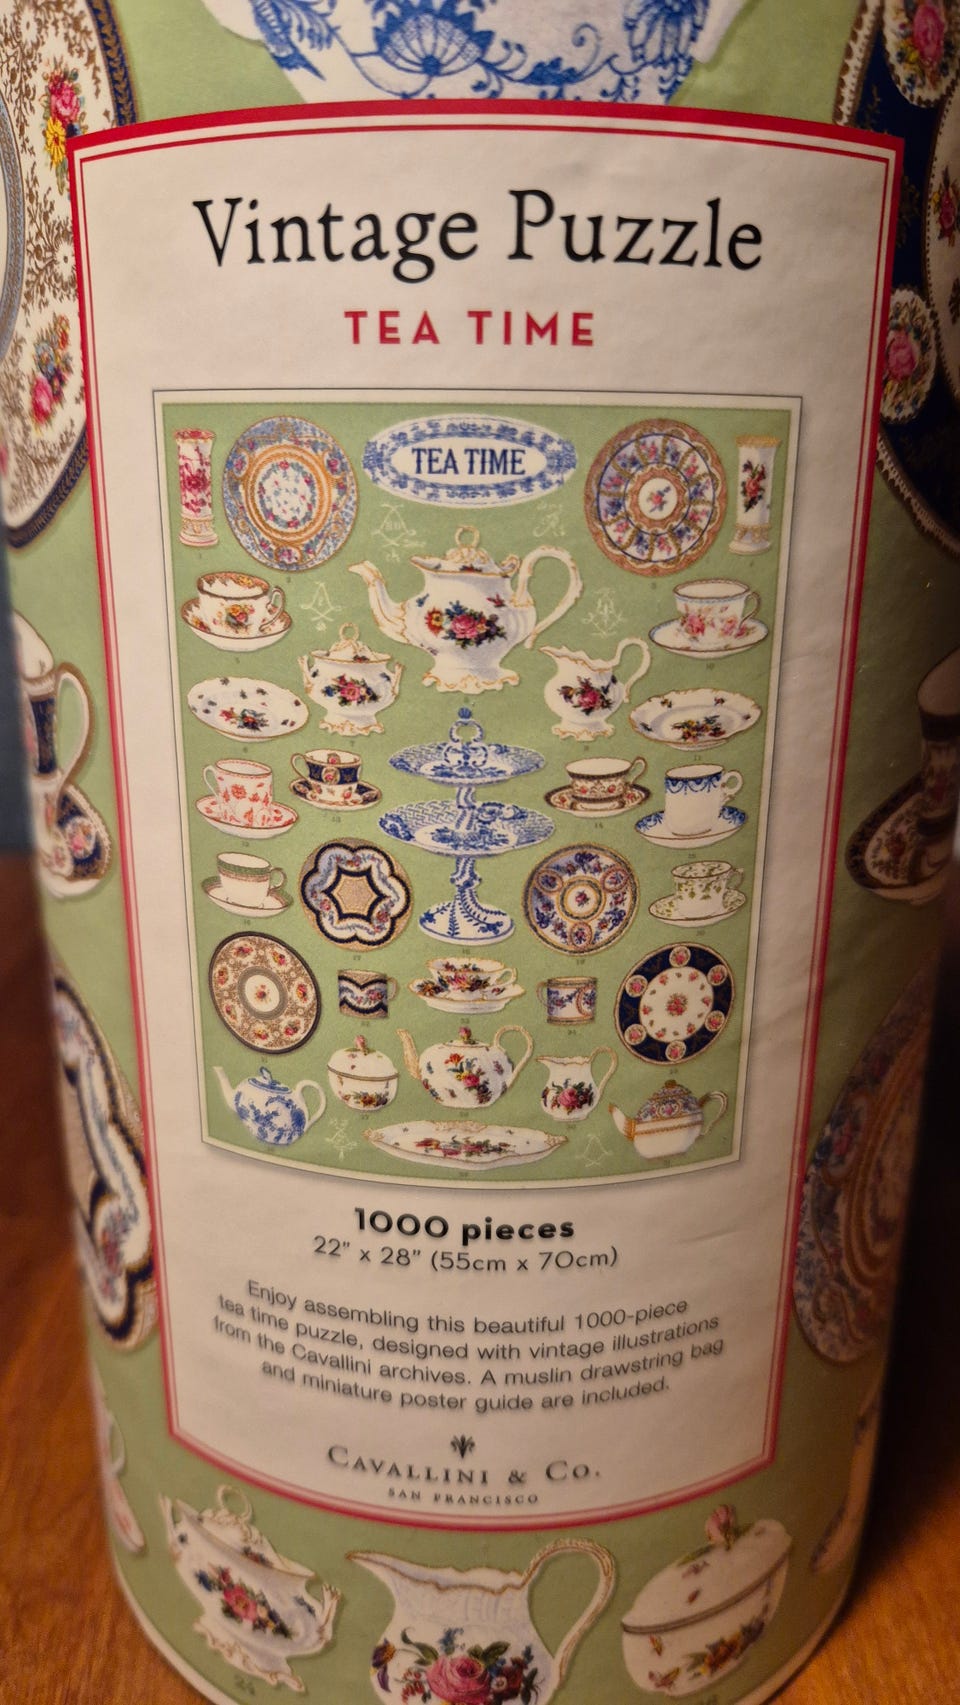 Vintage Puzzle
TEA TIME
TEA TIME
1000 pieces
22" x 28" (55cm x 70cm)
Enjoy assembling this beautiful 1000-piece
tea time puzzle, designed with vintage illustrations
from the Cavallini archives. A muslin drawstring bag
and miniature poster guide are included.
CAVALLINI & CO.
SAN FRANCISCO